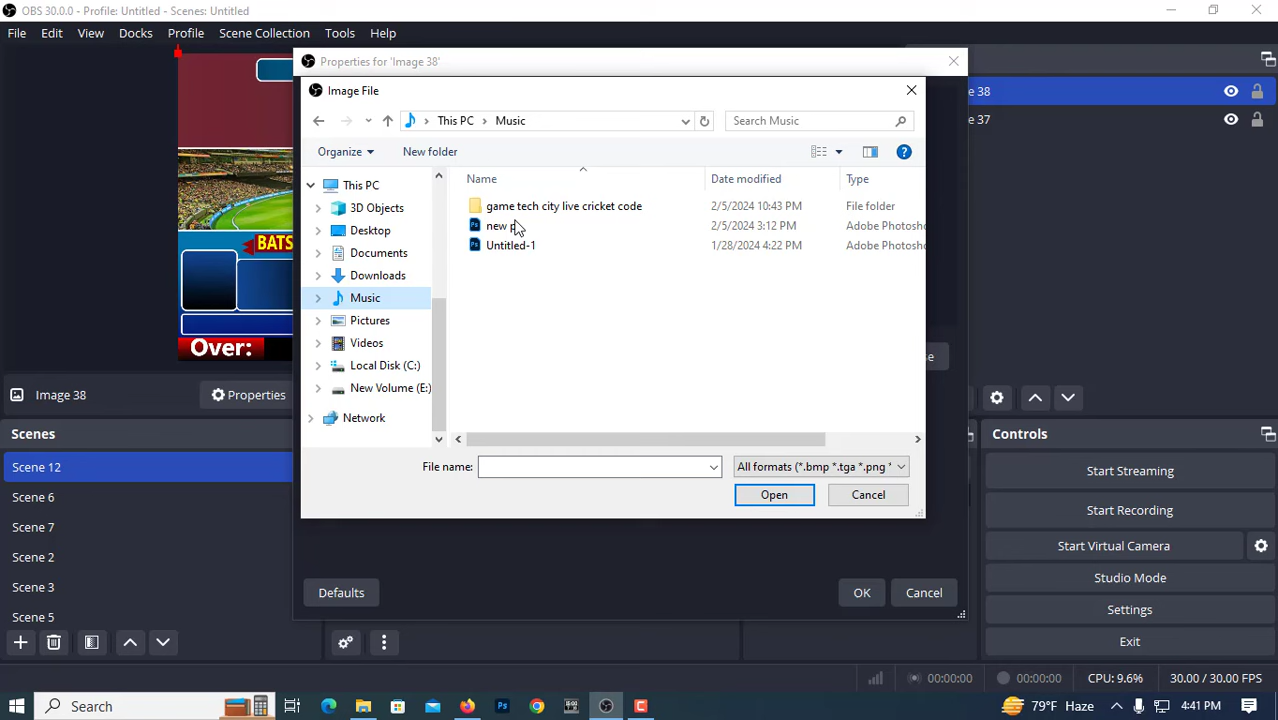 OBS 30.0.0 - Profile: Untitled - Scenes: Untitled
File Edit View Docks Profile Scene Collection Tools Help
Properties for 'Image 38'
Image File
This PC Music
Search Music
Organize New folder
Name Date modified Type
This PC
3D Objects
Desktop
Documents
Downloads
Music
Pictures
Videos
Local Disk (C:)
New Volume (E:)
Network
game tech city live cricket code 2/5/2024 10:43 PM File folder
new 2/5/2024 3:12 PM Adobe Photosho
Untitled-1 1/28/2024 4:22 PM Adobe Photosho
File name: All formats (*.bmp *.tga *.png *
Open Cancel
Defaults OK Cancel
e 38
e 37
BATS
Over:
Image 38 Properties
Scenes
Scene 12
Scene 6
Scene 7
Scene 2
Scene 3
Scene 5
Controls
Start Streaming
Start Recording
Start Virtual Camera
Studio Mode
Settings
Exit
00:00:00 00:00:00 CPU: 9.6% 30.00 / 30.00 FPS
Search 79°F Haze 4:41 PM